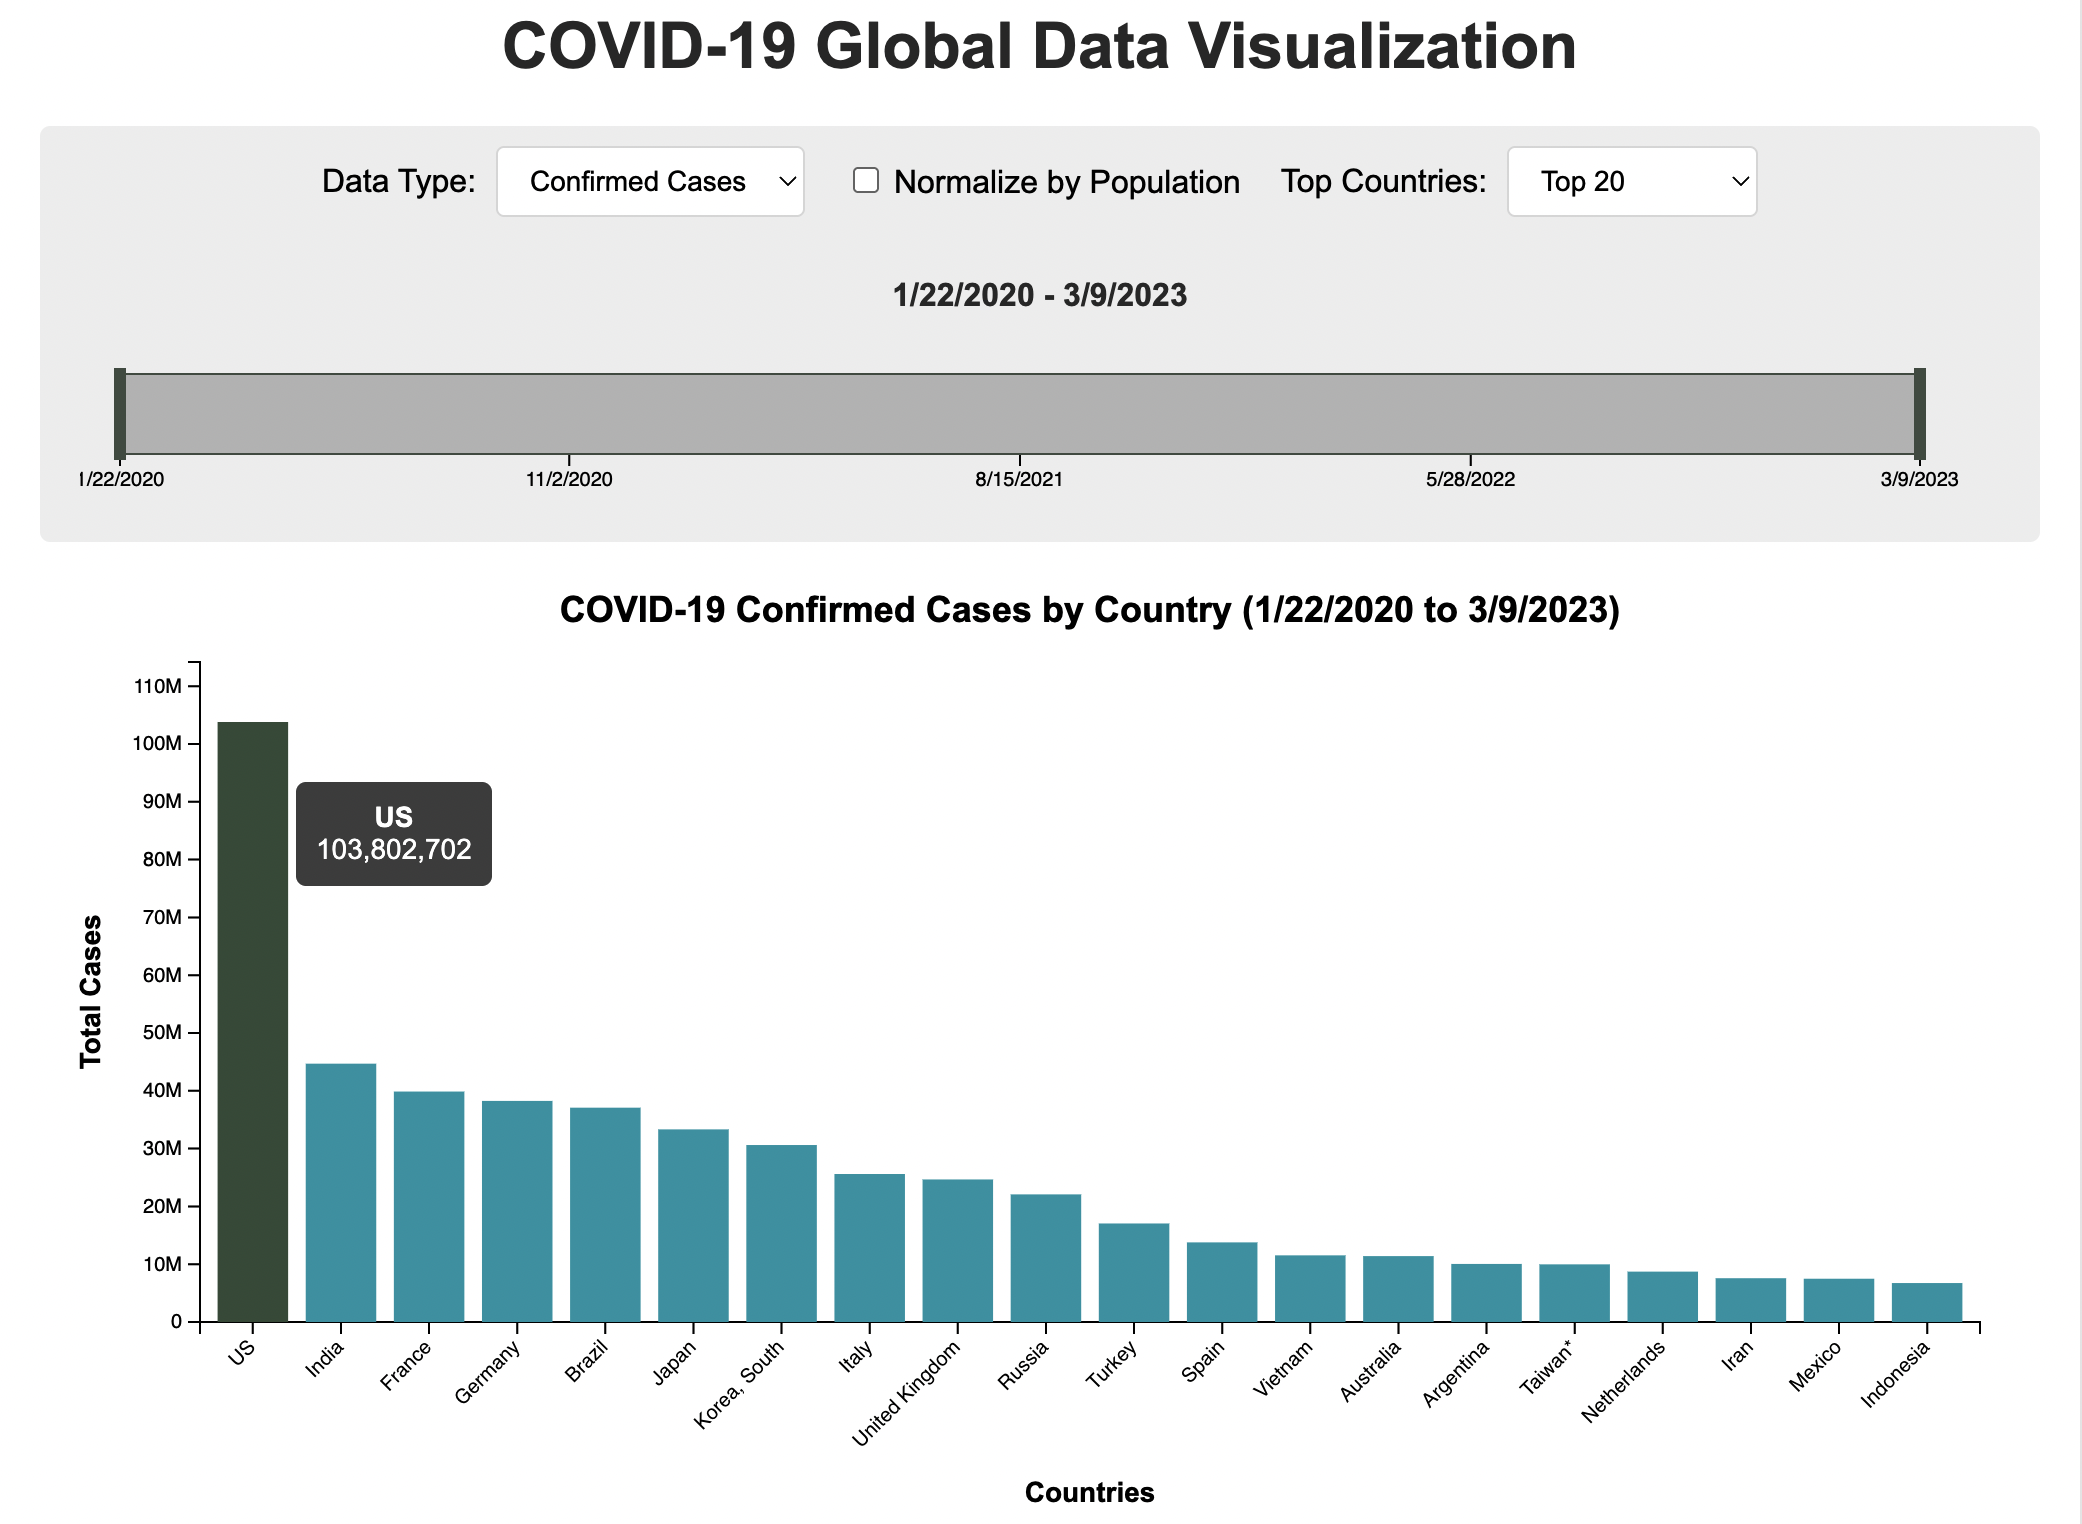 COVID-19 Global Data Visualization
Data Type: Confirmed Cases Normalize by Population Top Countries: Top 20
1/22/2020 - 3/9/2023
1/22/2020 11/2/2020 8/15/2021 5/28/2022 3/9/2023
COVID-19 Confirmed Cases by Country (1/22/2020 to 3/9/2023)
110M
100M
90M
80M
70M
60M
50M
40M
30M
20M
10M
0
Total Cases
US
103,802,702
US India France Germany Brazil Japan Korea, South Italy United Kingdom Russia Turkey Spain Vietnam Australia Argentina Taiwan* Netherlands Iran Mexico Indonesia
Countries